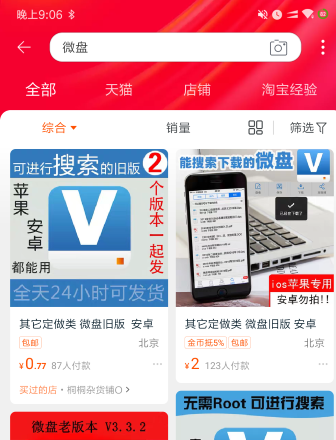 晚上9:06
82
微盘
全部
天猫
店铺
淘宝经验
综合
销量
筛选
可进行搜索的旧版
2
个版本一起发
苹果
安卓
都能用
V
全天24小时可发货
其它定做类 微盘旧版 安卓
包邮
北京
¥0.77
87人付款
买过的店·桐桐杂货铺O
能搜索下载的微盘
ios苹果专用
安卓勿拍!!
其它定做类 微盘旧版 安卓
金币抵5%
包邮
北京
¥2
123人付款
微盘老版本 V3.3.2
无需Root 可进行搜索